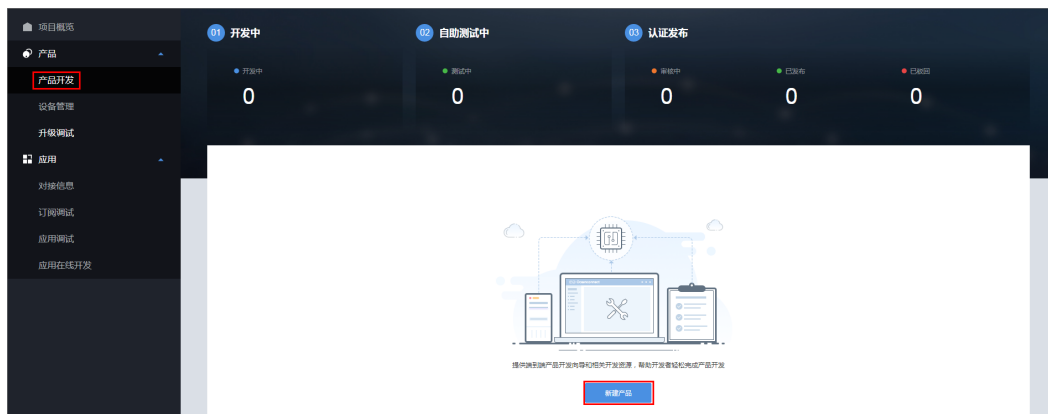 项目概览
产品
产品开发
设备管理
升级调试
应用
对接信息
订阅调试
应用调试
应用在线开发
01 开发中
02 自助测试中
03 认证发布
开发中
测试中
审核中
已发布
已驳回
0
0
0
0
0
提供端到端产品开发向导和相关开发资源，帮助开发者轻松完成产品开发
新建产品